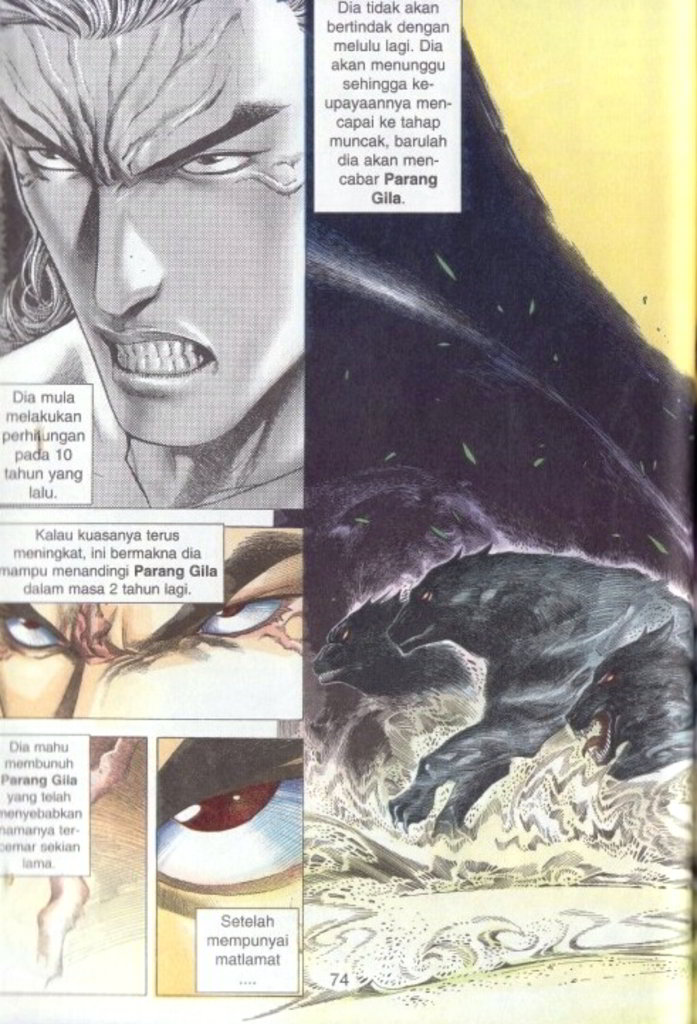 Dia tidak akan
bertindak dengan
melulu lagi. Dia
akan menunggu
sehingga ke-
upayaannya men-
capai ke tahap
muncak, barulah
dia akan men-
cabar Parang
Gila.
Dia mula
melakukan
perhitungan
pada 10
tahun yang
lalu.
Kalau kuasanya terus
meningkat, ini bermakna dia
mampu menandingi Parang Gila
dalam masa 2 tahun lagi.
Dia mahu
membunuh
Parang Gila
yang telah
menyebabkan
namanya ter-
cemar sekian
lama.
Setelah
mempunyai
matlamat
....
74